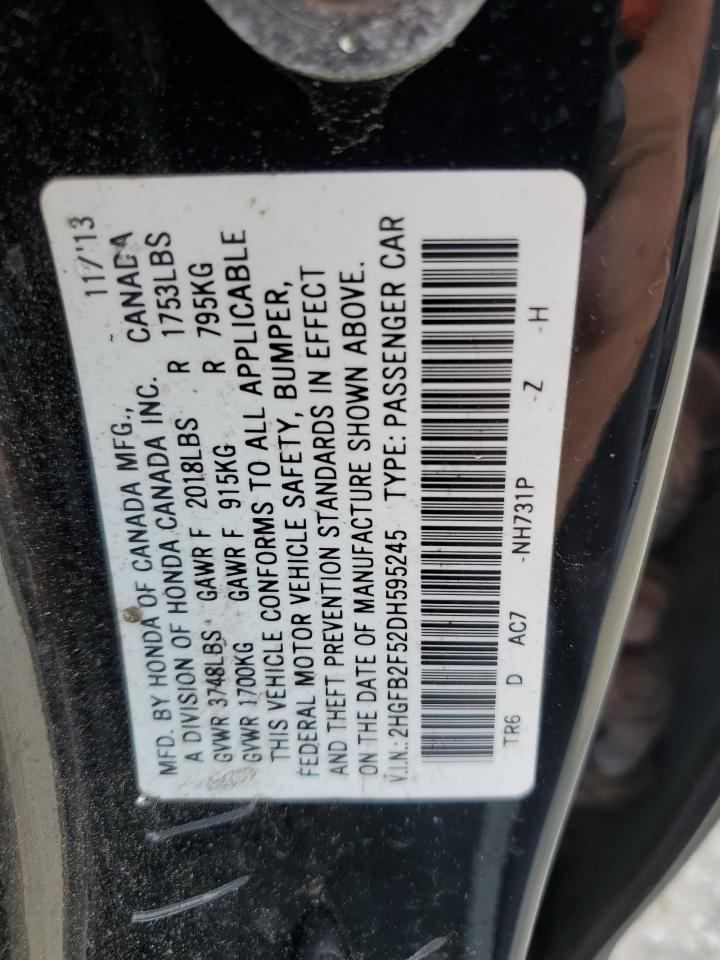 11/'13
MFD. BY HONDA OF CANADA MFG., CANADA
A DIVISION OF HONDA CANADA INC.
GVWR 3748LBS GAWR F 2018LBS R 1753LBS
GVWR 1700KG GAWR F 915KG R 795KG
THIS VEHICLE CONFORMS TO ALL APPLICABLE
FEDERAL MOTOR VEHICLE SAFETY, BUMPER,
AND THEFT PREVENTION STANDARDS IN EFFECT
ON THE DATE OF MANUFACTURE SHOWN ABOVE.
V.I.N.:2HGFB2F52DH595245 TYPE: PASSENGER CAR
TR6 D AC7 -NH731P -Z -H